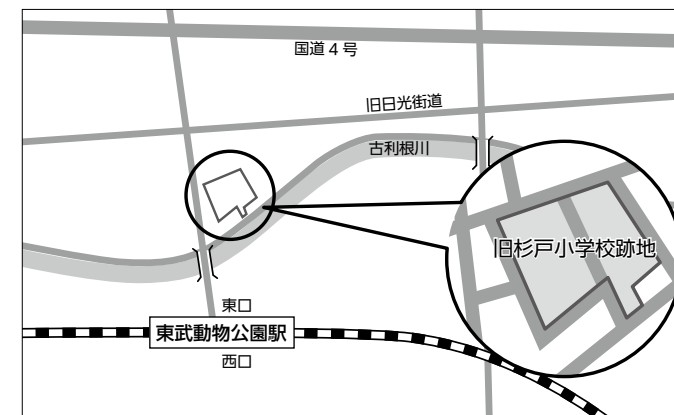 国道４号
旧日光街道
古利根川
旧杉戸小学校跡地
東口
東武動物公園駅
西口